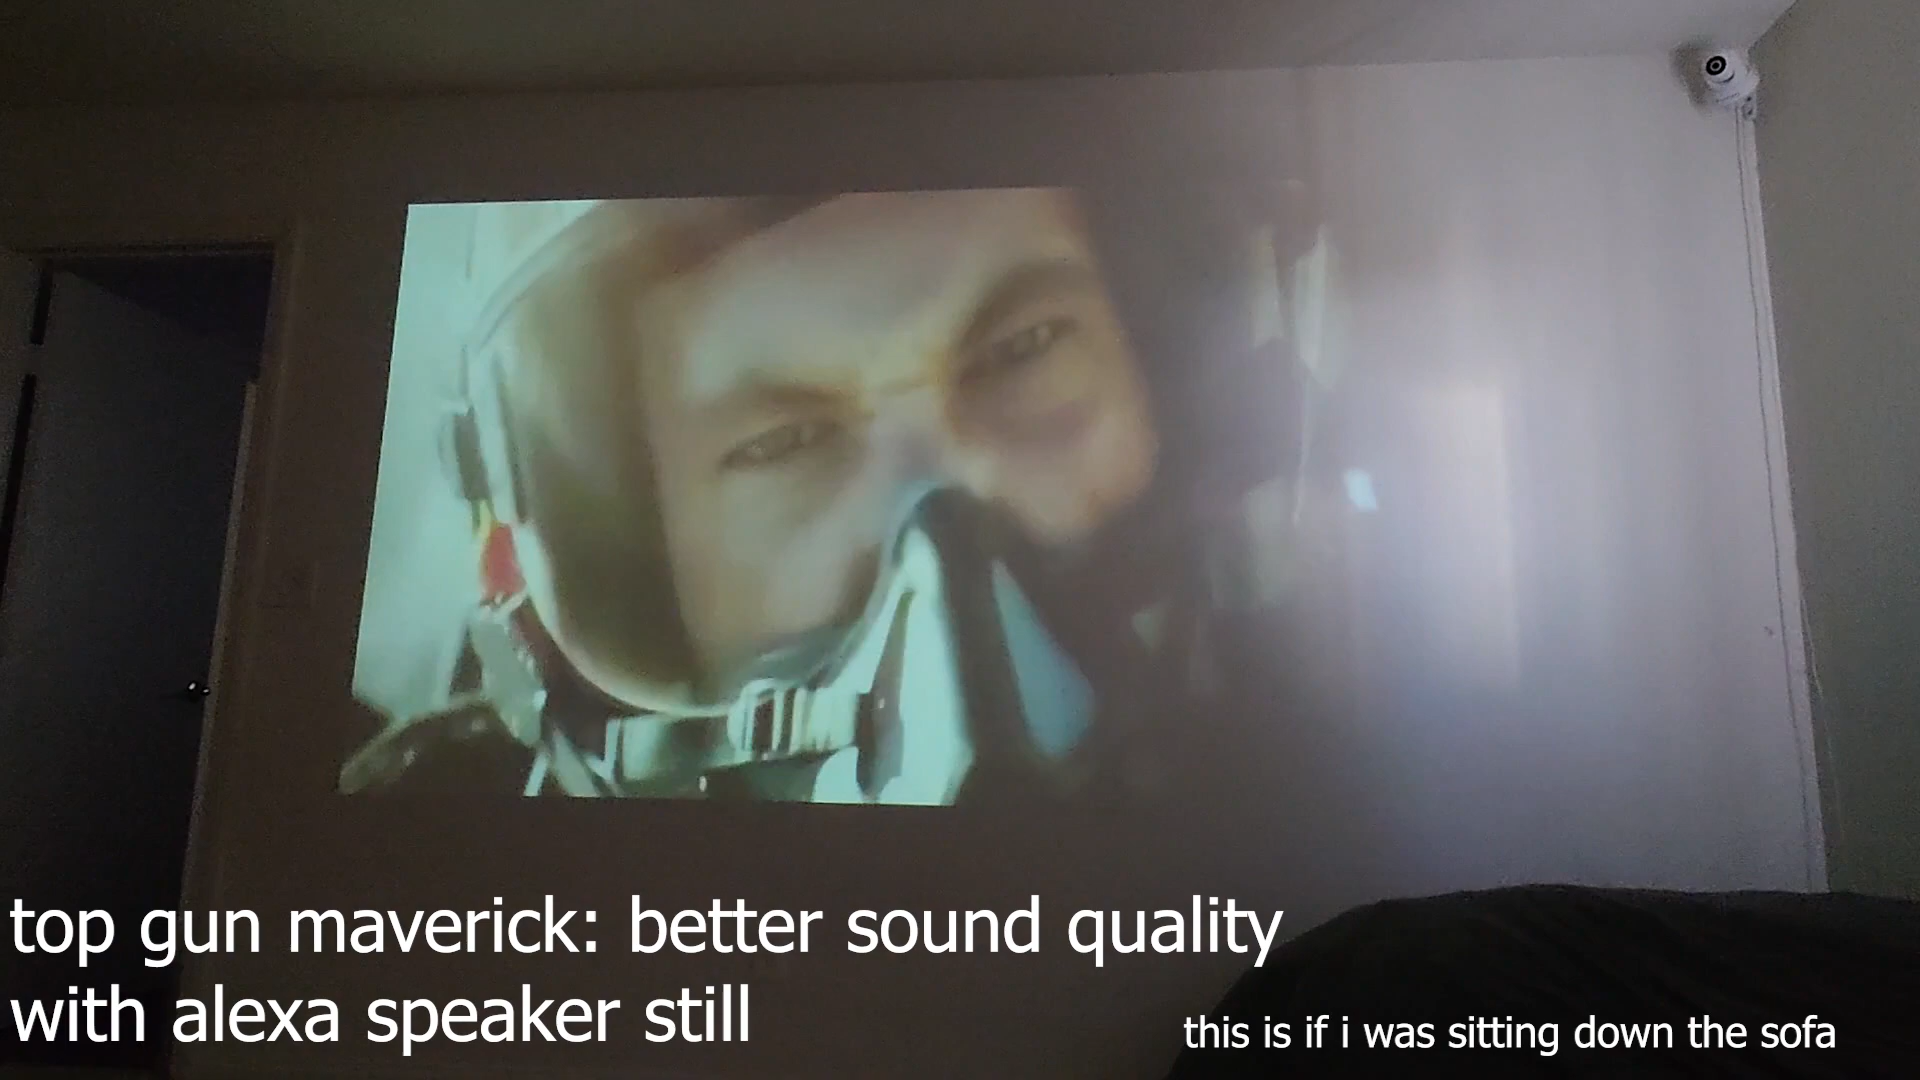 top gun maverick: better sound quality
with alexa speaker still
this is if i was sitting down the sofa